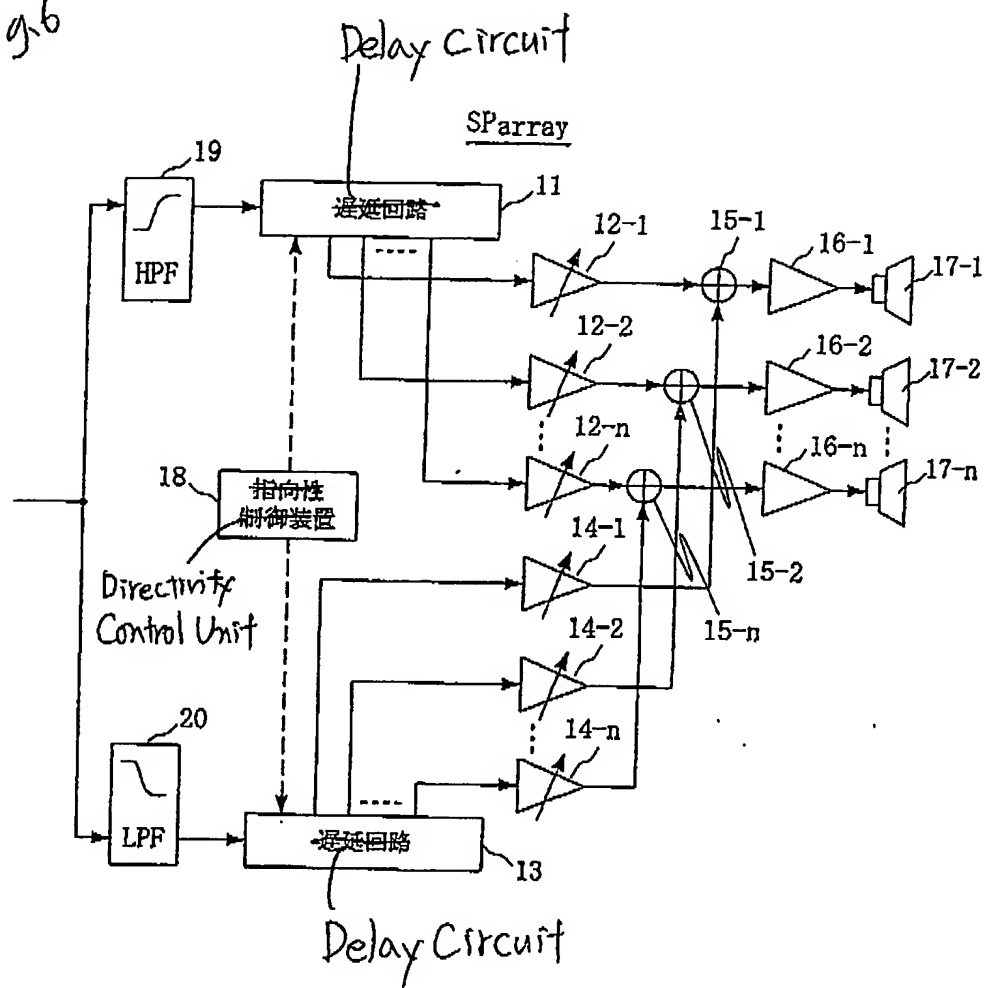 g.6
Delay Circuit
SParray
19
HPF
遅延回路
11
12-1
15-1
16-1
17-1
12-2
16-2
17-2
12-n
16-n
17-n
18
指向性
制御装置
Directivity
Control Unit
14-1
15-2
15-n
14-2
14-n
20
LPF
遅延回路
13
Delay Circuit